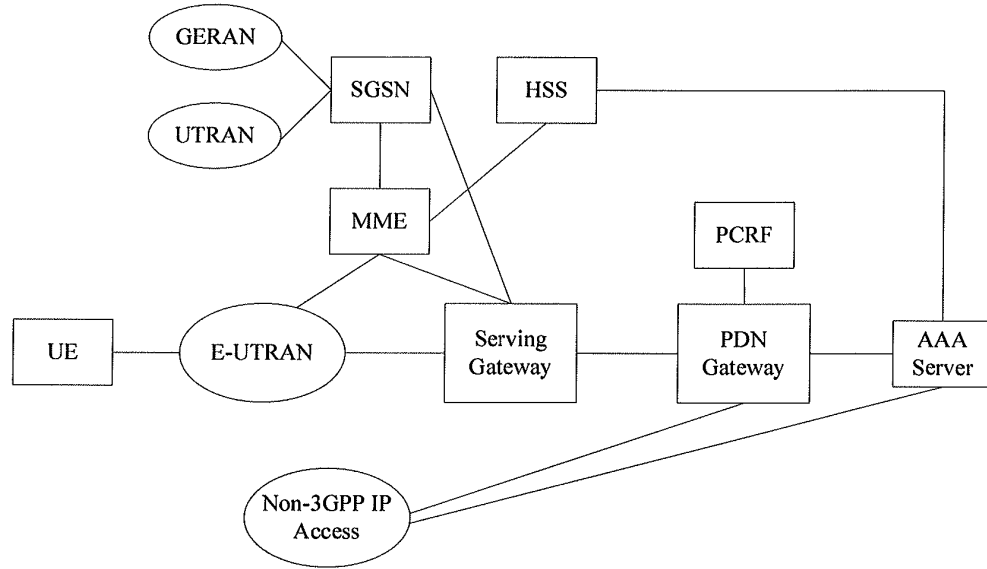 GERAN
SGSN
HSS
UTRAN
MME
PCRF
UE
E-UTRAN
Serving
Gateway
PDN
Gateway
AAA
Server
Non-3GPP IP
Access